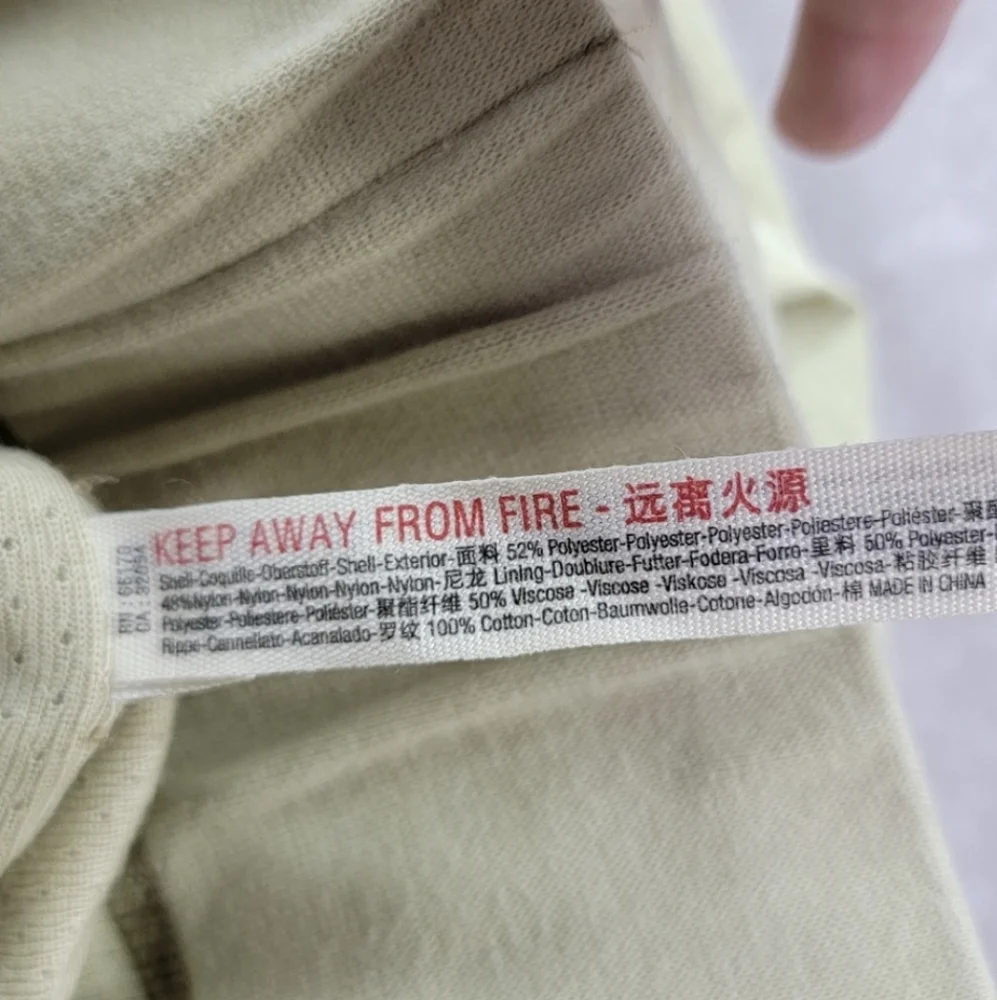 KEEP AWAY FROM FIRE - 远离火源
Shell-Coquille-Oberstoff-Shell-Exterior-面料 52% Polyester-Polyester-Polyester-Poliestere-Poliéster-聚酯
48%Nylon-Nylon-Nylon-Nylon-Nylon-尼龙 Lining-Doublure-Futter-Fodera-Forro-里料 50% Polyester-
Polyester-Poliestere-Poliéster-聚酯纤维 50% Viscose -Viscose -Viskose -Viscosa -Viscosa-粘胶纤维
Rippe-Cannellato-Acanalado-罗纹 100% Cotton-Coton-Baumwolle-Cotone-Algodón-棉 MADE IN CHINA